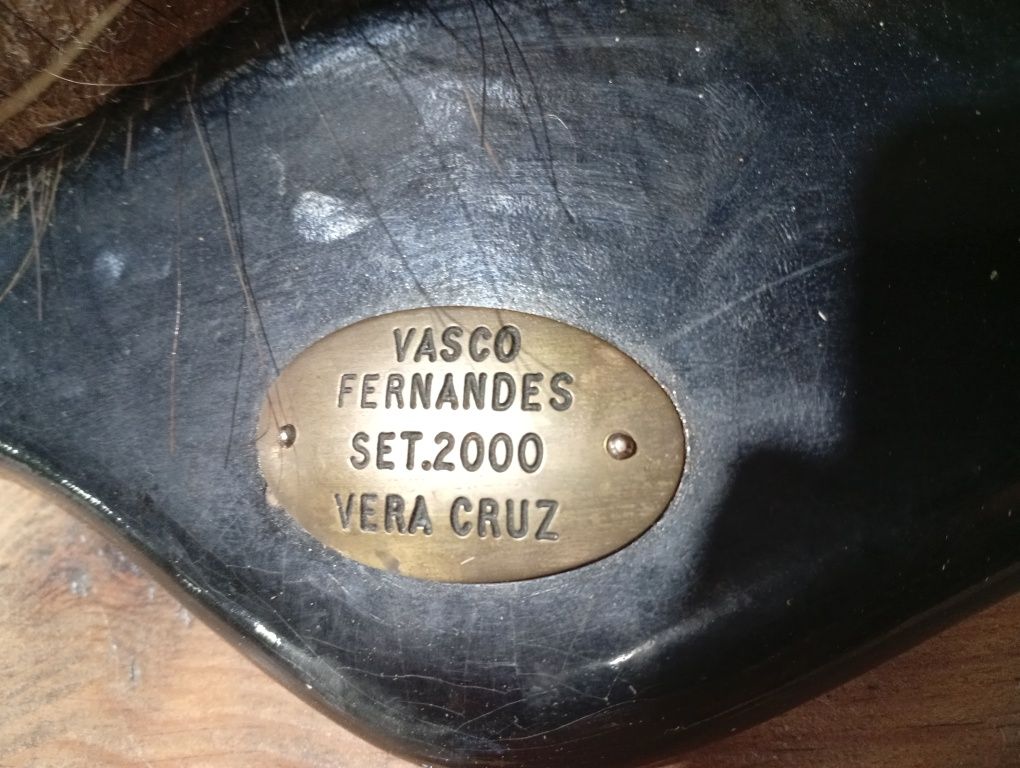 VASCO
FERNANDES
SET.2000
VERA CRUZ